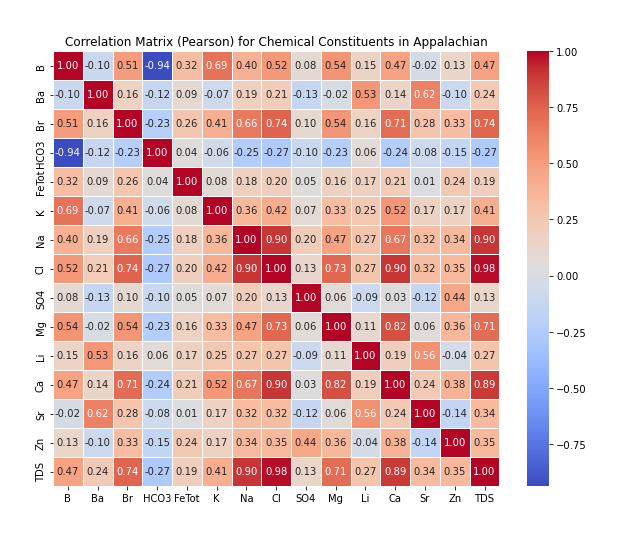 Correlation Matrix (Pearson) for Chemical Constituents in Appalachian
B 1.00 -0.10 0.51 -0.94 0.32 0.69 0.40 0.52 0.08 0.54 0.15 0.47 -0.02 0.13 0.47
Ba -0.10 1.00 0.16 -0.12 0.09 -0.07 0.19 0.21 -0.13 -0.02 0.53 0.14 0.62 -0.10 0.24
Br 0.51 0.16 1.00 -0.23 0.26 0.41 0.66 0.74 0.10 0.54 0.16 0.71 0.28 0.33 0.74
HCO3 -0.94 -0.12 -0.23 1.00 0.04 -0.06 -0.25 -0.27 -0.10 -0.23 0.06 -0.24 -0.08 -0.15 -0.27
FeTot 0.32 0.09 0.26 0.04 1.00 0.08 0.18 0.20 0.05 0.16 0.17 0.21 0.01 0.24 0.19
K 0.69 -0.07 0.41 -0.06 0.08 1.00 0.36 0.42 0.07 0.33 0.25 0.52 0.17 0.17 0.41
Na 0.40 0.19 0.66 -0.25 0.18 0.36 1.00 0.90 0.20 0.47 0.27 0.67 0.32 0.34 0.90
Cl 0.52 0.21 0.74 -0.27 0.20 0.42 0.90 1.00 0.13 0.73 0.27 0.90 0.32 0.35 0.98
SO4 0.08 -0.13 0.10 -0.10 0.05 0.07 0.20 0.13 1.00 0.06 -0.09 0.03 -0.12 0.44 0.13
Mg 0.54 -0.02 0.54 -0.23 0.16 0.33 0.47 0.73 0.06 1.00 0.11 0.82 0.06 0.36 0.71
Li 0.15 0.53 0.16 0.06 0.17 0.25 0.27 0.27 -0.09 0.11 1.00 0.19 0.56 -0.04 0.27
Ca 0.47 0.14 0.71 -0.24 0.21 0.52 0.67 0.90 0.03 0.82 0.19 1.00 0.24 0.38 0.89
Sr -0.02 0.62 0.28 -0.08 0.01 0.17 0.32 0.32 -0.12 0.06 0.56 0.24 1.00 -0.14 0.34
Zn 0.13 -0.10 0.33 -0.15 0.24 0.17 0.34 0.35 0.44 0.36 -0.04 0.38 -0.14 1.00 0.35
TDS 0.47 0.24 0.74 -0.27 0.19 0.41 0.90 0.98 0.13 0.71 0.27 0.89 0.34 0.35 1.00
B Ba Br HCO3 FeTot K Na Cl SO4 Mg Li Ca Sr Zn TDS
1.00
0.75
0.50
0.25
0.00
−0.25
−0.50
−0.75